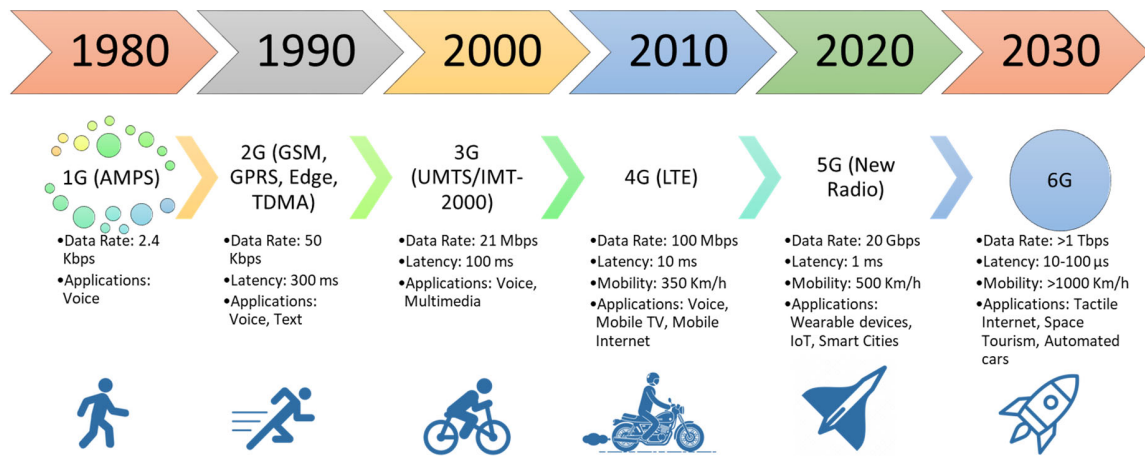 1980
1990
2000
2010
2020
2030
1G (AMPS)
•Data Rate: 2.4
Kbps
•Applications:
Voice
2G (GSM,
GPRS, Edge,
TDMA)
•Data Rate: 50
Kbps
•Latency: 300 ms
•Applications:
Voice, Text
3G
(UMTS/IMT-
2000)
•Data Rate: 21 Mbps
•Latency: 100 ms
•Applications: Voice,
Multimedia
4G (LTE)
•Data Rate: 100 Mbps
•Latency: 10 ms
•Mobility: 350 Km/h
•Applications: Voice,
Mobile TV, Mobile
Internet
5G (New
Radio)
•Data Rate: 20 Gbps
•Latency: 1 ms
•Mobility: 500 Km/h
•Applications:
Wearable devices,
IoT, Smart Cities
6G
•Data Rate: >1 Tbps
•Latency: 10-100 µs
•Mobility: >1000 Km/h
•Applications: Tactile
Internet, Space
Tourism, Automated
cars